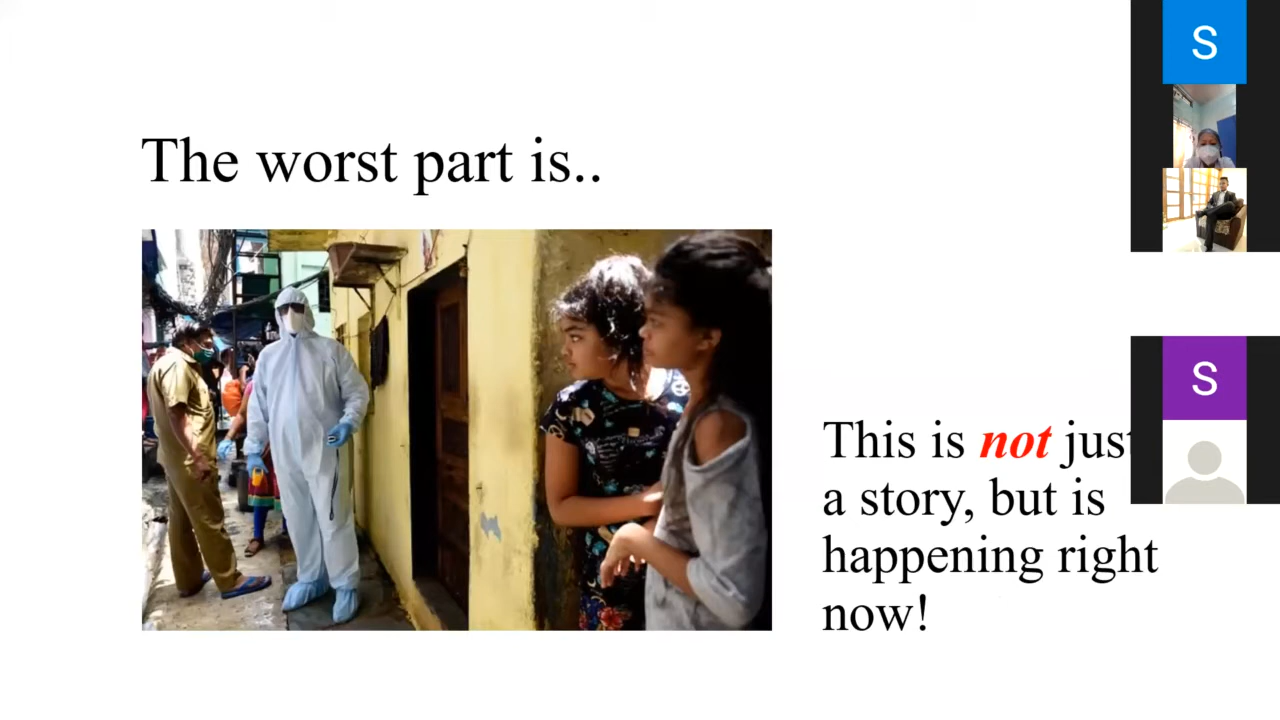 The worst part is..
This is not just
a story, but is
happening right
now!
S
S